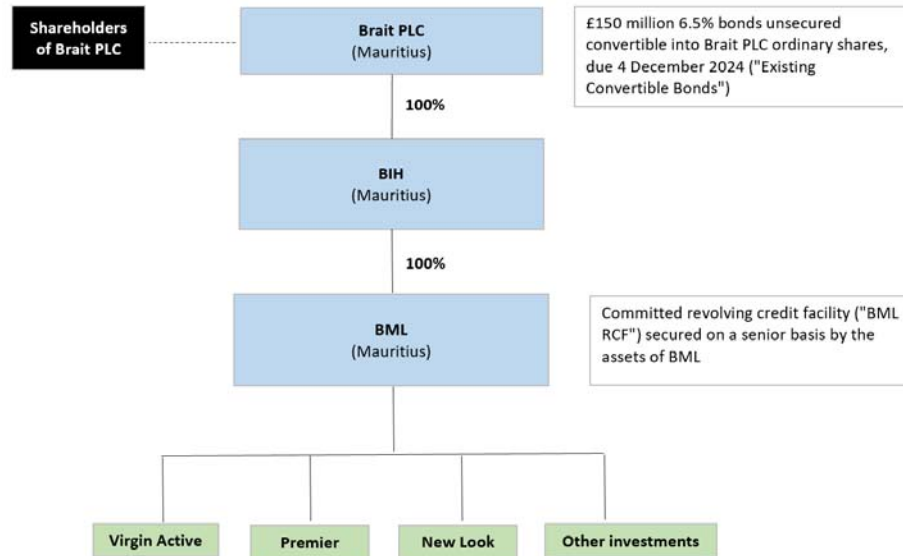 Shareholders
of Brait PLC
Brait PLC
(Mauritius)
£150 million 6.5% bonds unsecured
convertible into Brait PLC ordinary shares,
due 4 December 2024 ("Existing
Convertible Bonds")
100%
BIH
(Mauritius)
100%
BML
(Mauritius)
Committed revolving credit facility ("BML
RCF") secured on a senior basis by the
assets of BML
Virgin Active
Premier
New Look
Other investments